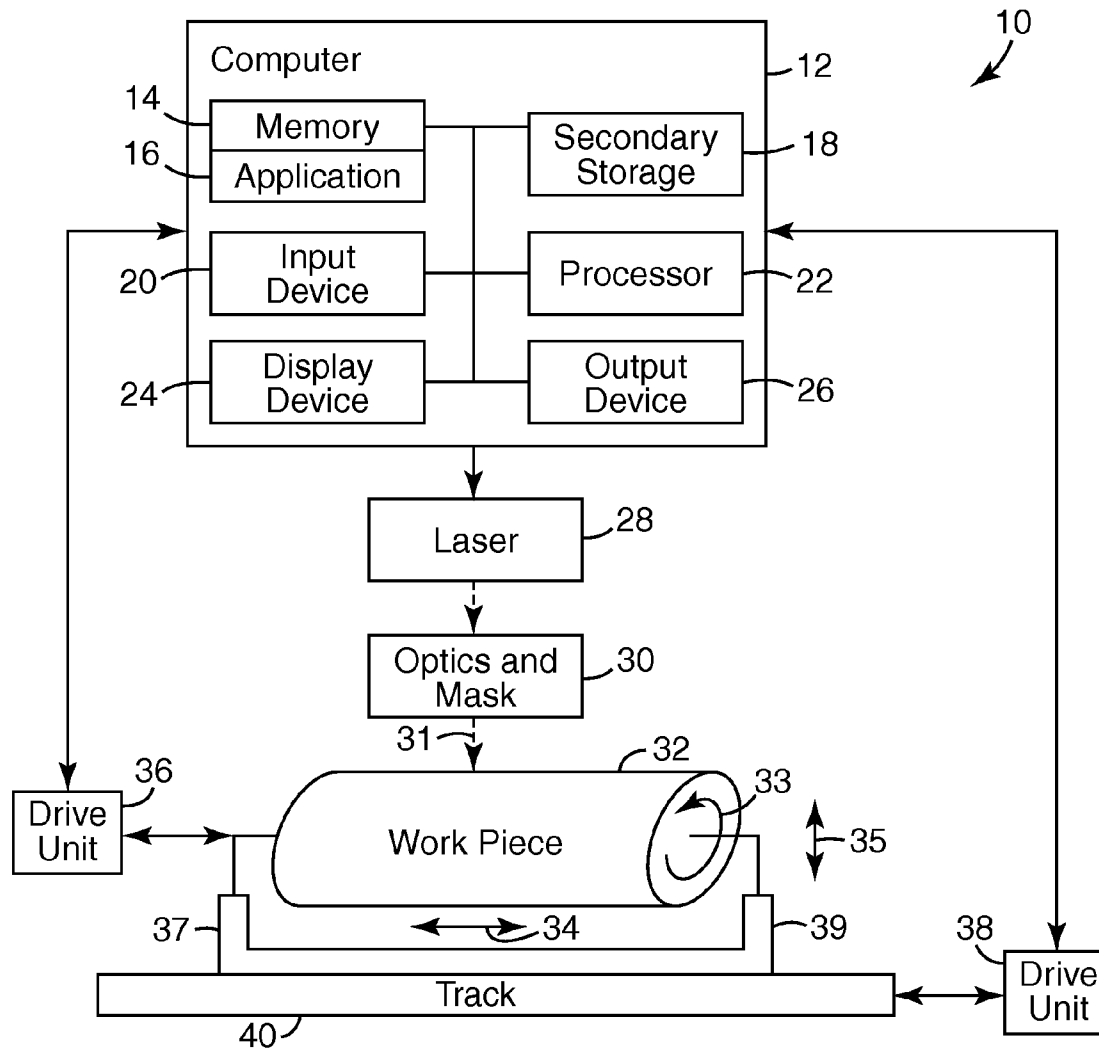 10
Computer
12
14
Memory
16
Application
Secondary
Storage
18
20
Input
Device
Processor
22
24
Display
Device
Output
Device
26
Laser
28
Optics and
Mask
30
31
32
33
Work Piece
35
36
Drive
Unit
37
34
39
38
Drive
Unit
Track
40